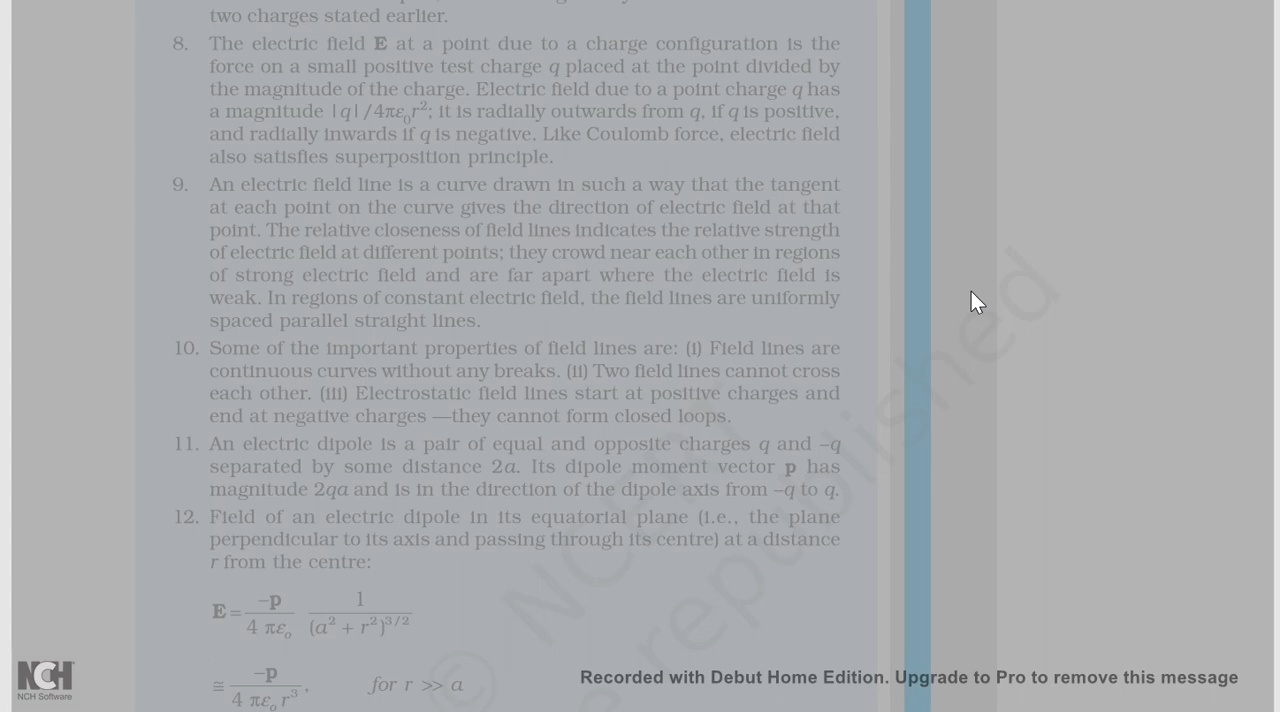 two charges stated earlier.
8. The electric field E at a point due to a charge configuration is the
force on a small positive test charge q placed at the point divided by
the magnitude of the charge. Electric field due to a point charge q has
a magnitude |q|/4πε₀r²; it is radially outwards from q, if q is positive,
and radially inwards if q is negative. Like Coulomb force, electric field
also satisfies superposition principle.
9. An electric field line is a curve drawn in such a way that the tangent
at each point on the curve gives the direction of electric field at that
point. The relative closeness of field lines indicates the relative strength
of electric field at different points; they crowd near each other in regions
of strong electric field and are far apart where the electric field is
weak. In regions of constant electric field, the field lines are uniformly
spaced parallel straight lines.
10. Some of the important properties of field lines are: (i) Field lines are
continuous curves without any breaks. (ii) Two field lines cannot cross
each other. (iii) Electrostatic field lines start at positive charges and
end at negative charges —they cannot form closed loops.
11. An electric dipole is a pair of equal and opposite charges q and –q
separated by some distance 2a. Its dipole moment vector p has
magnitude 2qa and is in the direction of the dipole axis from –q to q.
12. Field of an electric dipole in its equatorial plane (i.e., the plane
perpendicular to its axis and passing through its centre) at a distance
r from the centre:
E = –p / 4 πεₒ 1 / (a² + r²)^3/2
≅ –p / 4 πεₒ r³, for r >> a
© NCERT
republished
NCH
NCH Software
Recorded with Debut Home Edition. Upgrade to Pro to remove this message